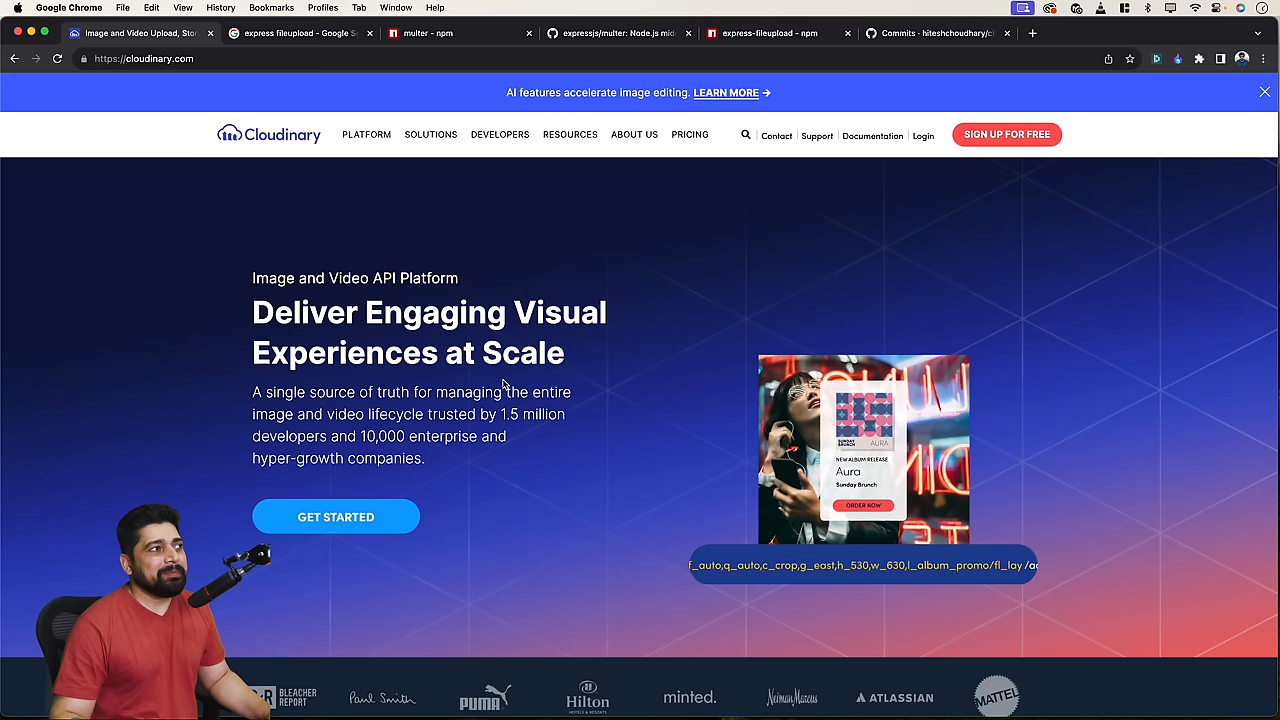 Google Chrome File Edit View History Bookmarks Profiles Tab Window Help
Image and Video Upload, Stor
express fileupload - Google S
multer - npm
expressjs/multer: Node.js mid
express-fileupload - npm
Commits · hiteshchoudhary/c
https://cloudinary.com
AI features accelerate image editing. LEARN MORE →
Cloudinary PLATFORM SOLUTIONS DEVELOPERS RESOURCES ABOUT US PRICING Contact Support Documentation Login SIGN UP FOR FREE
Image and Video API Platform
Deliver Engaging Visual
Experiences at Scale
A single source of truth for managing the entire
image and video lifecycle trusted by 1.5 million
developers and 10,000 enterprise and
hyper-growth companies.
GET STARTED
SUNDAY
BRUNCH
AURA
NEW ALBUM RELEASE
Aura
Sunday Brunch
ORDER NOW
f_auto,q_auto,c_crop,g_east,h_530,w_630,l_album_promo/fl_lay
BLEACHER
REPORT
Paul Smith
PUMA
Hilton
HOTELS & RESORTS
minted.
Neiman Marcus
ATLASSIAN
MATTEL